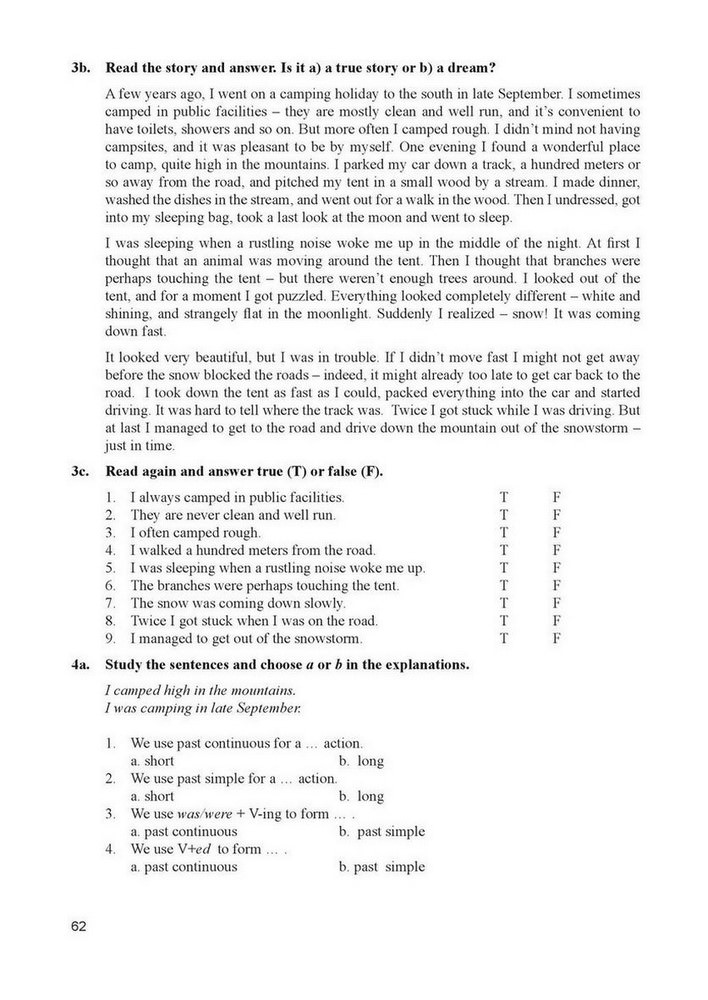 3b. Read the story and answer. Is it a) a true story or b) a dream?
A few years ago, I went on a camping holiday to the south in late September. I sometimes
camped in public facilities – they are mostly clean and well run, and it's convenient to
have toilets, showers and so on. But more often I camped rough. I didn't mind not having
campsites, and it was pleasant to be by myself. One evening I found a wonderful place
to camp, quite high in the mountains. I parked my car down a track, a hundred meters or
so away from the road, and pitched my tent in a small wood by a stream. I made dinner,
washed the dishes in the stream, and went out for a walk in the wood. Then I undressed, got
into my sleeping bag, took a last look at the moon and went to sleep.
I was sleeping when a rustling noise woke me up in the middle of the night. At first I
thought that an animal was moving around the tent. Then I thought that branches were
perhaps touching the tent – but there weren't enough trees around. I looked out of the
tent, and for a moment I got puzzled. Everything looked completely different – white and
shining, and strangely flat in the moonlight. Suddenly I realized – snow! It was coming
down fast.
It looked very beautiful, but I was in trouble. If I didn't move fast I might not get away
before the snow blocked the roads – indeed, it might already too late to get car back to the
road. I took down the tent as fast as I could, packed everything into the car and started
driving. It was hard to tell where the track was. Twice I got stuck while I was driving. But
at last I managed to get to the road and drive down the mountain out of the snowstorm –
just in time.
3c. Read again and answer true (T) or false (F).
1. I always camped in public facilities. T F
2. They are never clean and well run. T F
3. I often camped rough. T F
4. I walked a hundred meters from the road. T F
5. I was sleeping when a rustling noise woke me up. T F
6. The branches were perhaps touching the tent. T F
7. The snow was coming down slowly. T F
8. Twice I got stuck when I was on the road. T F
9. I managed to get out of the snowstorm. T F
4a. Study the sentences and choose a or b in the explanations.
I camped high in the mountains.
I was camping in late September.
1. We use past continuous for a … action.
a. short b. long
2. We use past simple for a … action.
a. short b. long
3. We use was/were + V-ing to form … .
a. past continuous b. past simple
4. We use V+ed to form … .
a. past continuous b. past simple
62